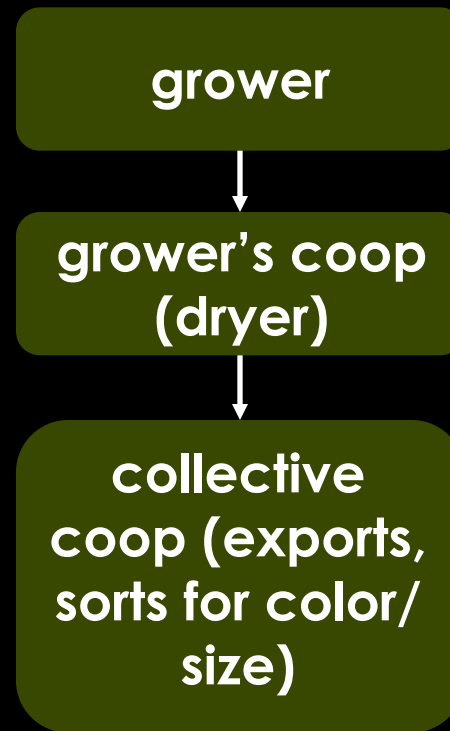 grower
grower’s coop
(dryer)
collective
coop (exports,
sorts for color/
size)